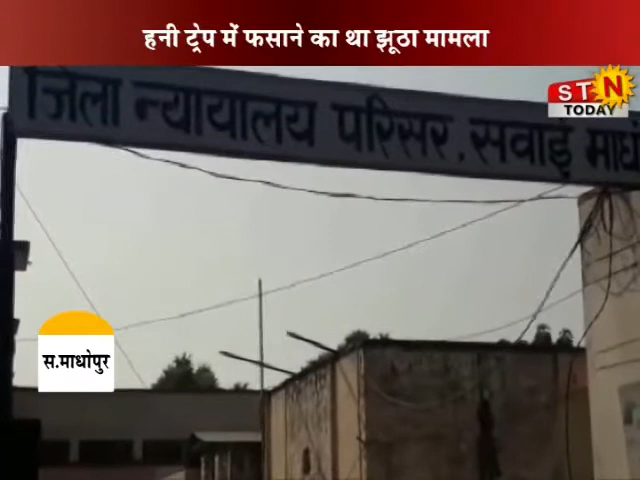 हनी ट्रेप में फसाने का था झूठा मामला
जिला न्यायालय परिसर, सवाई
STN
TODAY
स.माधोपुर